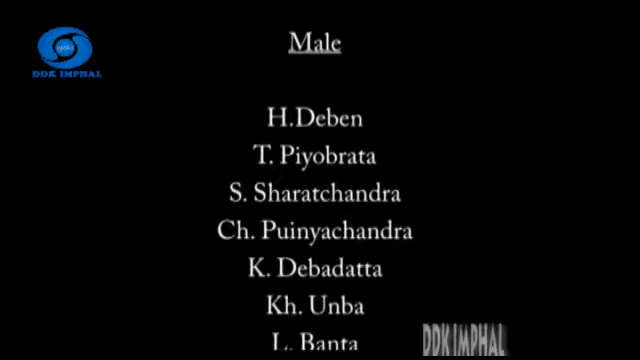 Male
DDK IMPHAL
H.Deben
T. Piyobrata
S. Sharatchandra
Ch. Puinyachandra
K. Debadatta
Kh. Unba
L. Banta
DDK IMPHAL